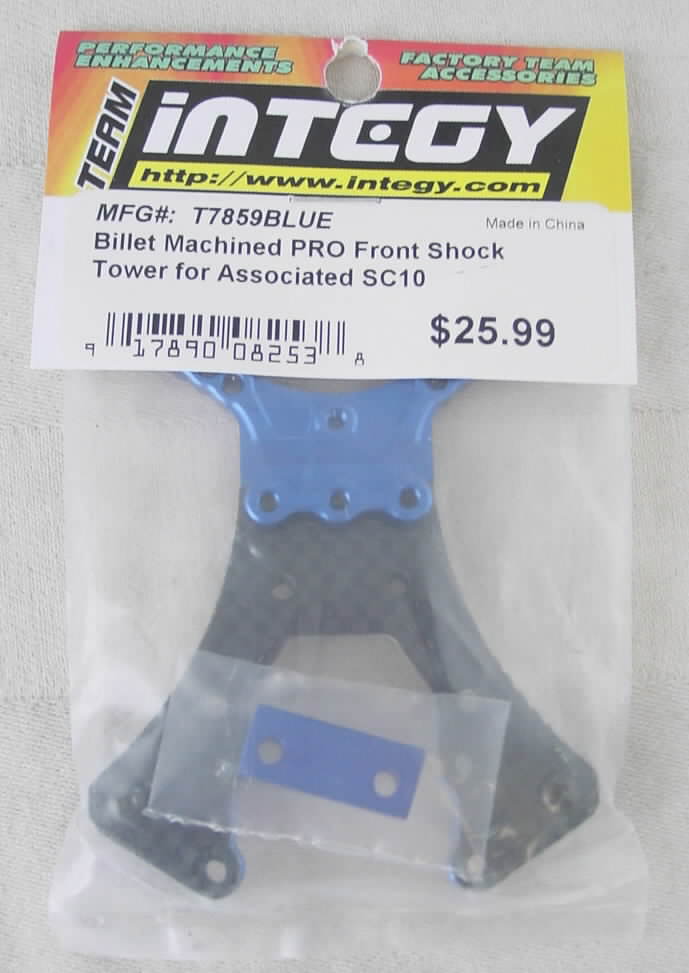 PERFORMANCE ENHANCEMENTS
FACTORY TEAM ACCESSORIES
TEAM
INTEGY
http://www.integy.com
MFG#: T7859BLUE
Made in China
Billet Machined PRO Front Shock
Tower for Associated SC10
$25.99
9 17890 08253 8